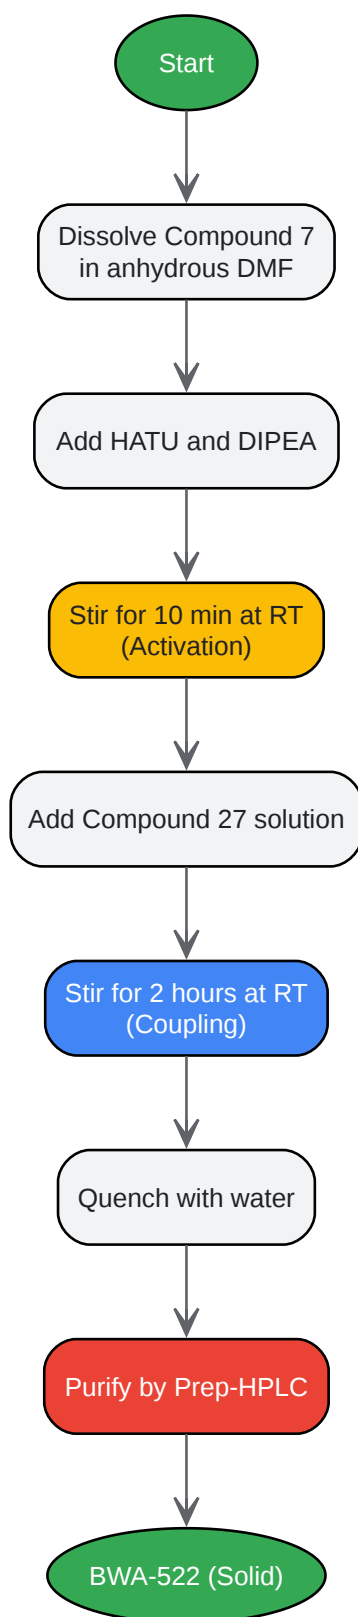 Start
Dissolve Compound 7
in anhydrous DMF
Add HATU and DIPEA
Stir for 10 min at RT
(Activation)
Add Compound 27 solution
Stir for 2 hours at RT
(Coupling)
Quench with water
Purify by Prep-HPLC
BWA-522 (Solid)